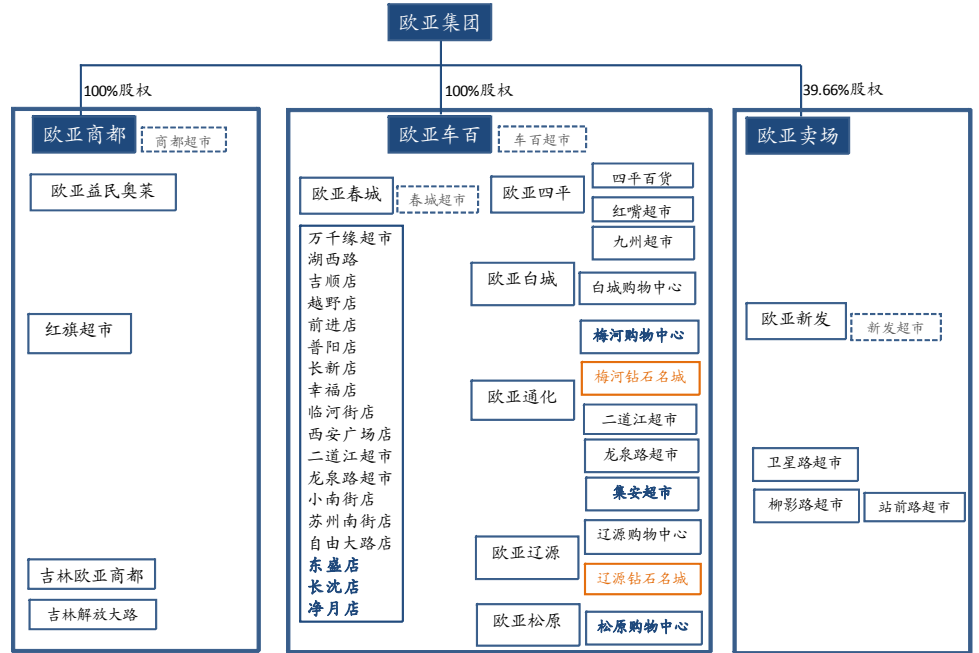 欧亚集团
100%股权
100%股权
39.66%股权
欧亚商都
商都超市
欧亚益民奥莱
红旗超市
吉林欧亚商都
吉林解放大路
欧亚车百
车百超市
欧亚春城
春城超市
万千缘超市
湖西路
吉顺店
越野店
前进店
普阳店
长新店
幸福店
临河街店
西安广场店
二道江超市
龙泉路超市
小南街店
苏州南街店
自由大路店
东盛店
长沈店
净月店
欧亚四平
四平百货
红嘴超市
九州超市
欧亚白城
白城购物中心
欧亚通化
梅河购物中心
梅河钻石名城
二道江超市
龙泉路超市
集安超市
欧亚辽源
辽源购物中心
辽源钻石名城
欧亚松原
松原购物中心
欧亚卖场
欧亚新发
新发超市
卫星路超市
柳影路超市
站前路超市